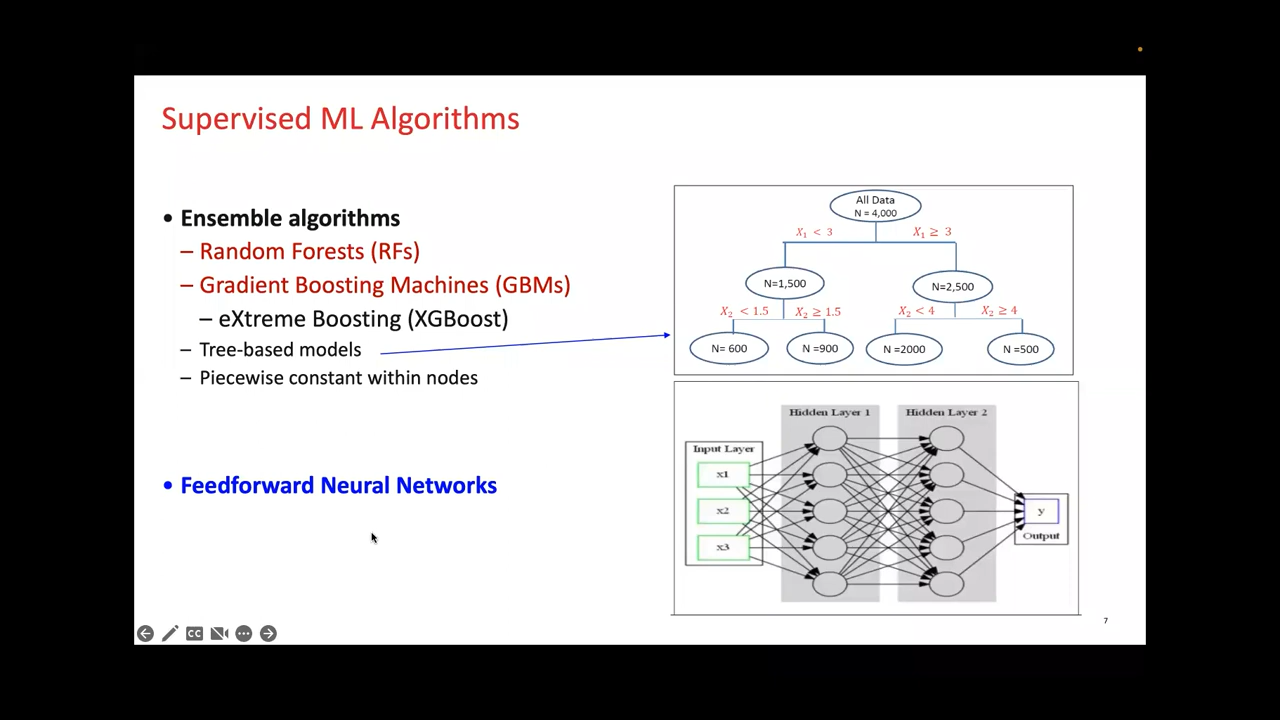 Supervised ML Algorithms
• Ensemble algorithms
– Random Forests (RFs)
– Gradient Boosting Machines (GBMs)
– eXtreme Boosting (XGBoost)
– Tree-based models
– Piecewise constant within nodes
• Feedforward Neural Networks
All Data
N = 4,000
X₁ < 3
X₁ ≥ 3
N=1,500
N=2,500
X₂ < 1.5
X₂ ≥ 1.5
X₂ < 4
X₂ ≥ 4
N= 600
N =900
N =2000
N =500
Hidden Layer 1
Hidden Layer 2
Input Layer
x1
x2
x3
y
Output
CC
7